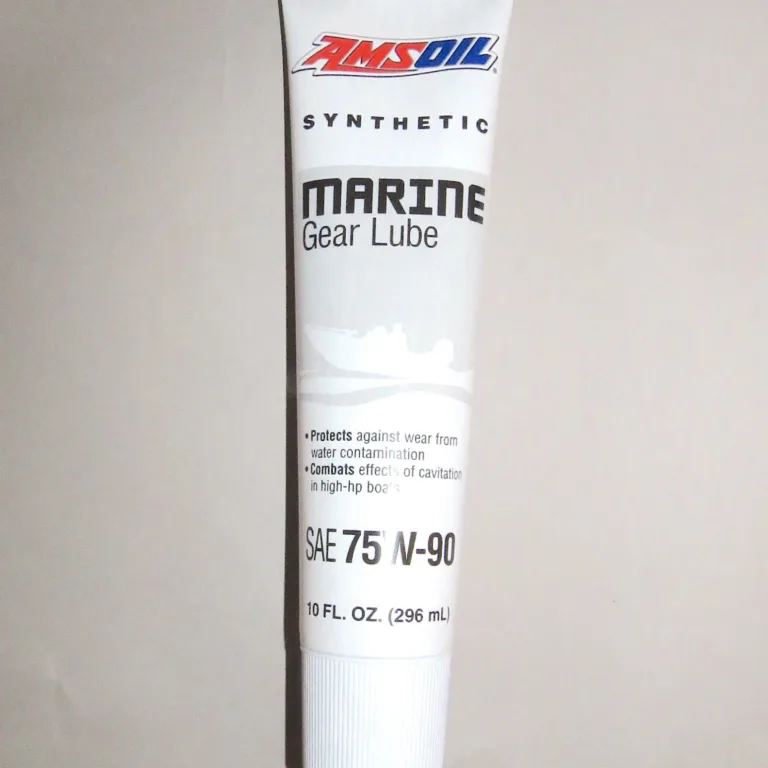 AMSOIL
SYNTHETIC
MARINE
Gear Lube
• Protects against wear from
water contamination
• Combats effects of cavitation
in high-hp boats
SAE 75W-90
10 FL. OZ. (296 mL)